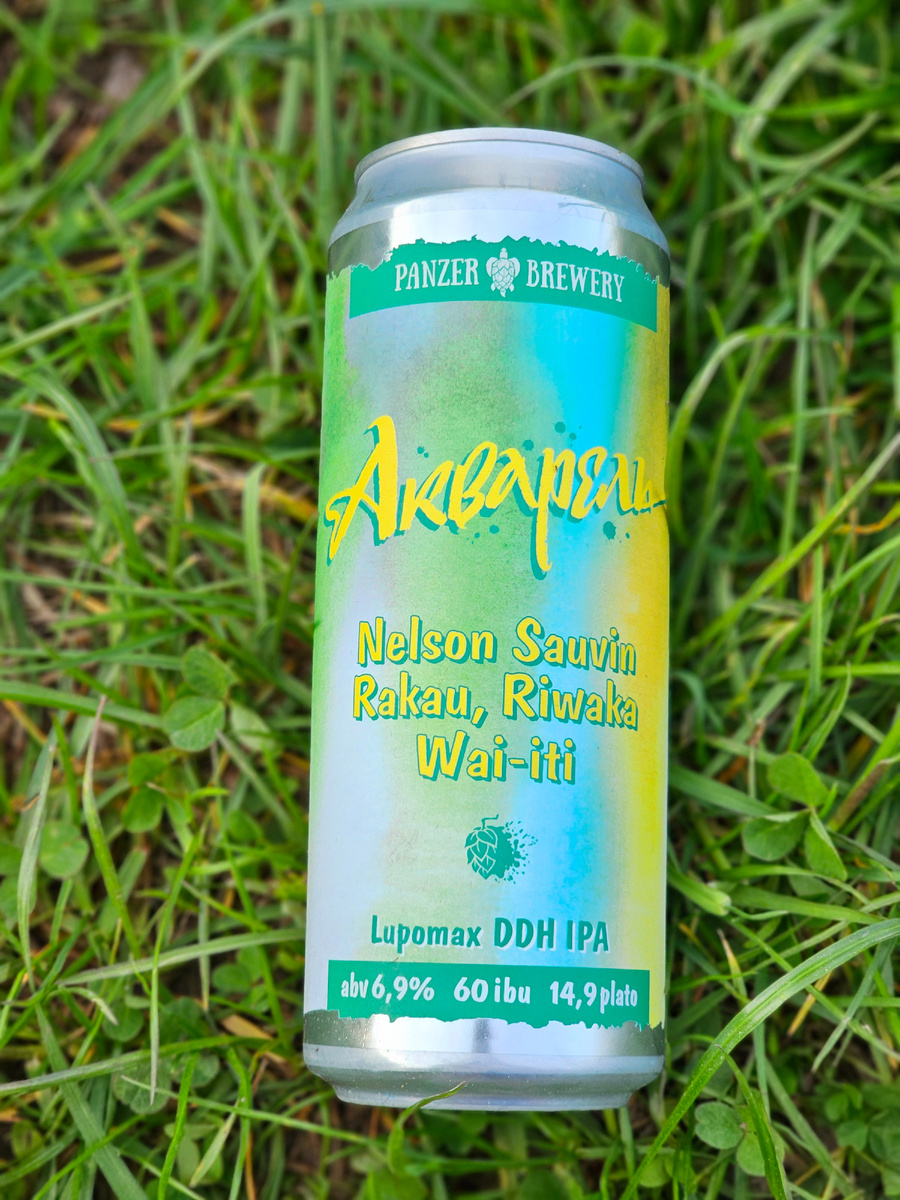 PANZER BREWERY
Акварель
Nelson Sauvin
Rakau, Riwaka
Wai-iti
Lupomax DDH IPA
abv 6,9% 60 ibu 14,9 plato